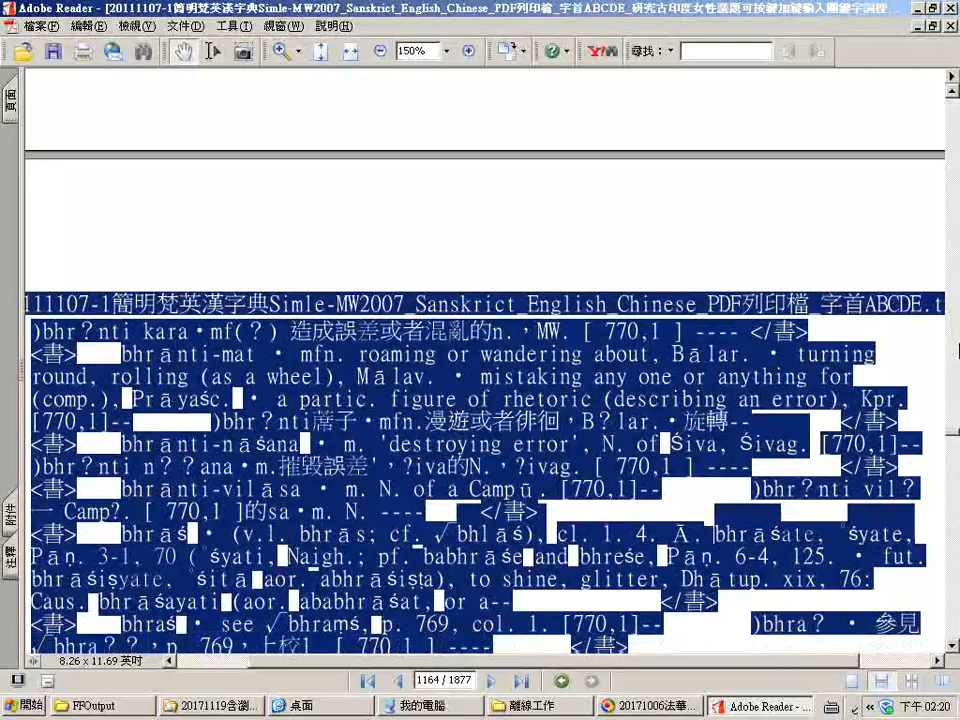 Adobe Reader - [20111107-1簡明梵英漢字典Simle-MW2007_Sanskrict_English_Chinese_PDF列印檔_字首ABCDE_研究古印度女性議題可按鍵加鍵輸入關鍵字詞搜
檔案(F) 編輯(E) 檢視(V) 文件(D) 工具(T) 視窗(W) 說明(H)
150% 尋找：
頁面
111107-1簡明梵英漢字典Simle-MW2007_Sanskrict_English_Chinese_PDF列印檔_字首ABCDE.t
)bhr？nti kara‧mf(？) 造成誤差或者混亂的n.，MW. [ 770,1 ] ---- </書>
<書> bhrānti-mat ‧ mfn. roaming or wandering about, Bālar. ‧ turning
round, rolling (as a wheel), Mālav. ‧ mistaking any one or anything for
(comp.), Prāyaśc. ‧ a partic. figure of rhetoric (describing an error), Kpr.
[770,1]-- )bhr？nti蓆子‧mfn.漫遊或者徘徊，B？lar.‧旋轉-- </書>
<書> bhrānti-nāśana ‧ m. 'destroying error', N. of Śiva, Śivag. [770,1]--
)bhr？nti n？？ana‧m.摧毀誤差'，?iva的N.，?ivag. [ 770,1 ] ---- </書>
<書> bhrānti-vilāsa ‧ m. N. of a Campū. [770,1]-- )bhr？nti vil？
一 Camp?. [ 770,1 ]的sa‧m. N. ---- </書>
<書> bhrāś ‧ (v.l. bhrās; cf. √bhlāś), cl. 1. 4. Ā. bhrāśate, °śyate,
Pāṇ. 3-1, 70 (°śyati, Naigh.; pf. babhrāśe and bhreśe, Pāṇ. 6-4, 125. ‧ fut.
bhrāśiṣyate, °śitā aor. abhrāśiṣṭa), to shine, glitter, Dhātup. xix, 76:
Caus. bhrāśayati (aor. ababhrāśat, or a-- </書>
<書> bhraś ‧ see √bhraṃś, p. 769, col. 1. [770,1]-- )bhra？ ‧ 參見
√bhra？？，p. 769，上校1. [ 770,1 ] ---- </書>
附件
注釋
8.26 x 11.69 英吋
1164 / 1877
開始 FFOutput 20171119含瀏... 桌面 我的電腦 離線工作 20171006法華... Adobe Reader - ... 下午 02:20